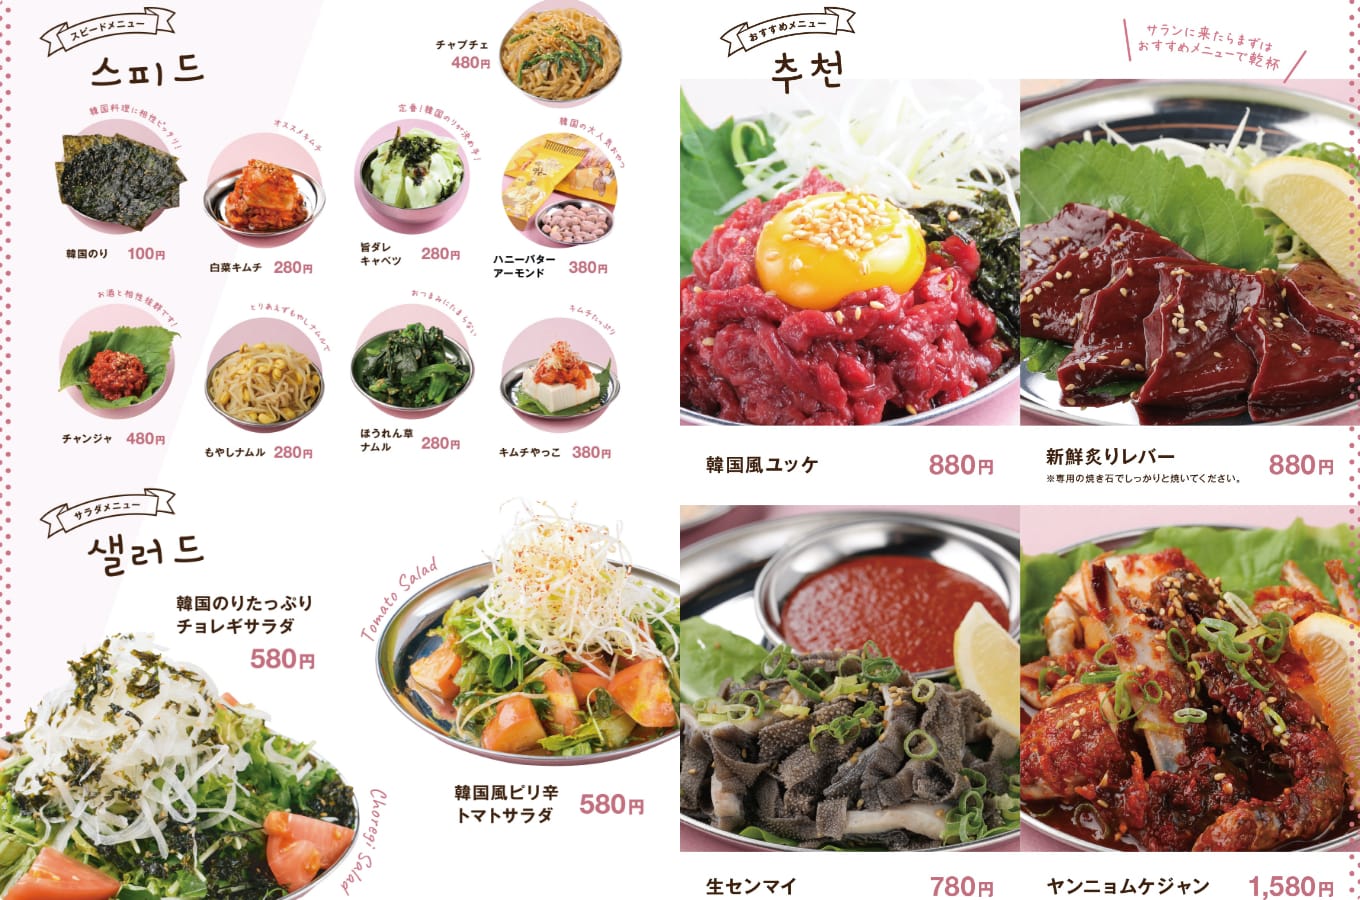 スピードメニュー
스피드
チャプチェ
480円
韓国料理に相性ピッタリ!
韓国のり 100円
オススメキムチ
白菜キムチ 280円
定番!韓国のりが決め手!
旨ダレ
キャベツ 280円
韓国の大人気おやつ
ハニーバター
アーモンド 380円
お酒と相性抜群です!
チャンジャ 480円
とりあえずもやしナムルで
もやしナムル 280円
おつまみにたまらない
ほうれん草
ナムル 280円
キムチたっぷり
キムチやっこ 380円
サラダメニュー
샐러드
韓国のりたっぷり
チョレギサラダ
580円
Choregi Salad
Tomato Salad
韓国風ピリ辛
トマトサラダ 580円
おすすめメニュー
추천
サランに来たらまずは
おすすめメニューで乾杯
韓国風ユッケ 880円
新鮮炙りレバー 880円
※専用の焼き石でしっかりと焼いてください。
生センマイ 780円
ヤンニョムケジャン 1,580円